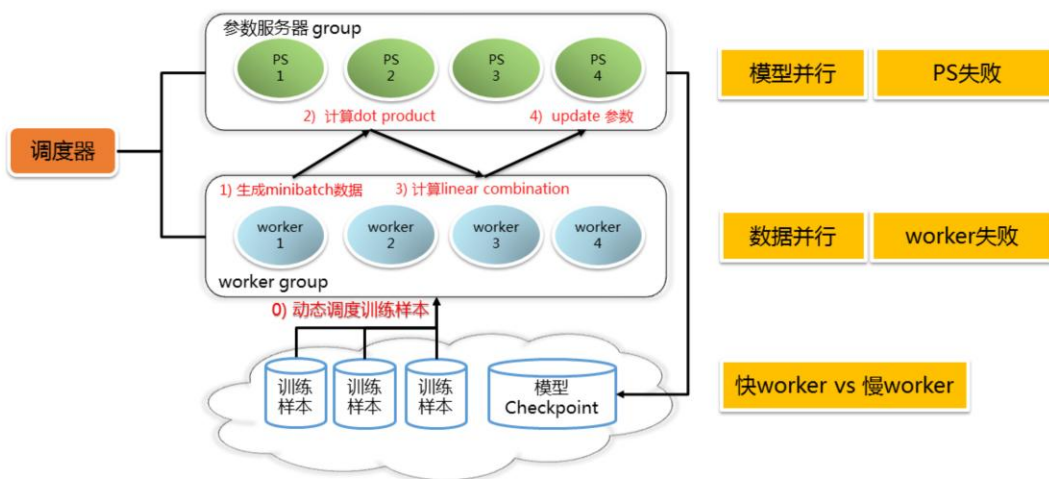 参数服务器 group
PS
1
PS
2
PS
3
PS
4
2) 计算dot product
4) update 参数
模型并行
PS失败
调度器
1) 生成minibatch数据
3) 计算linear combination
worker
1
worker
2
worker
3
worker
4
worker group
数据并行
worker失败
0) 动态调度训练样本
训练
样本
训练
样本
训练
样本
模型
Checkpoint
快worker vs 慢worker